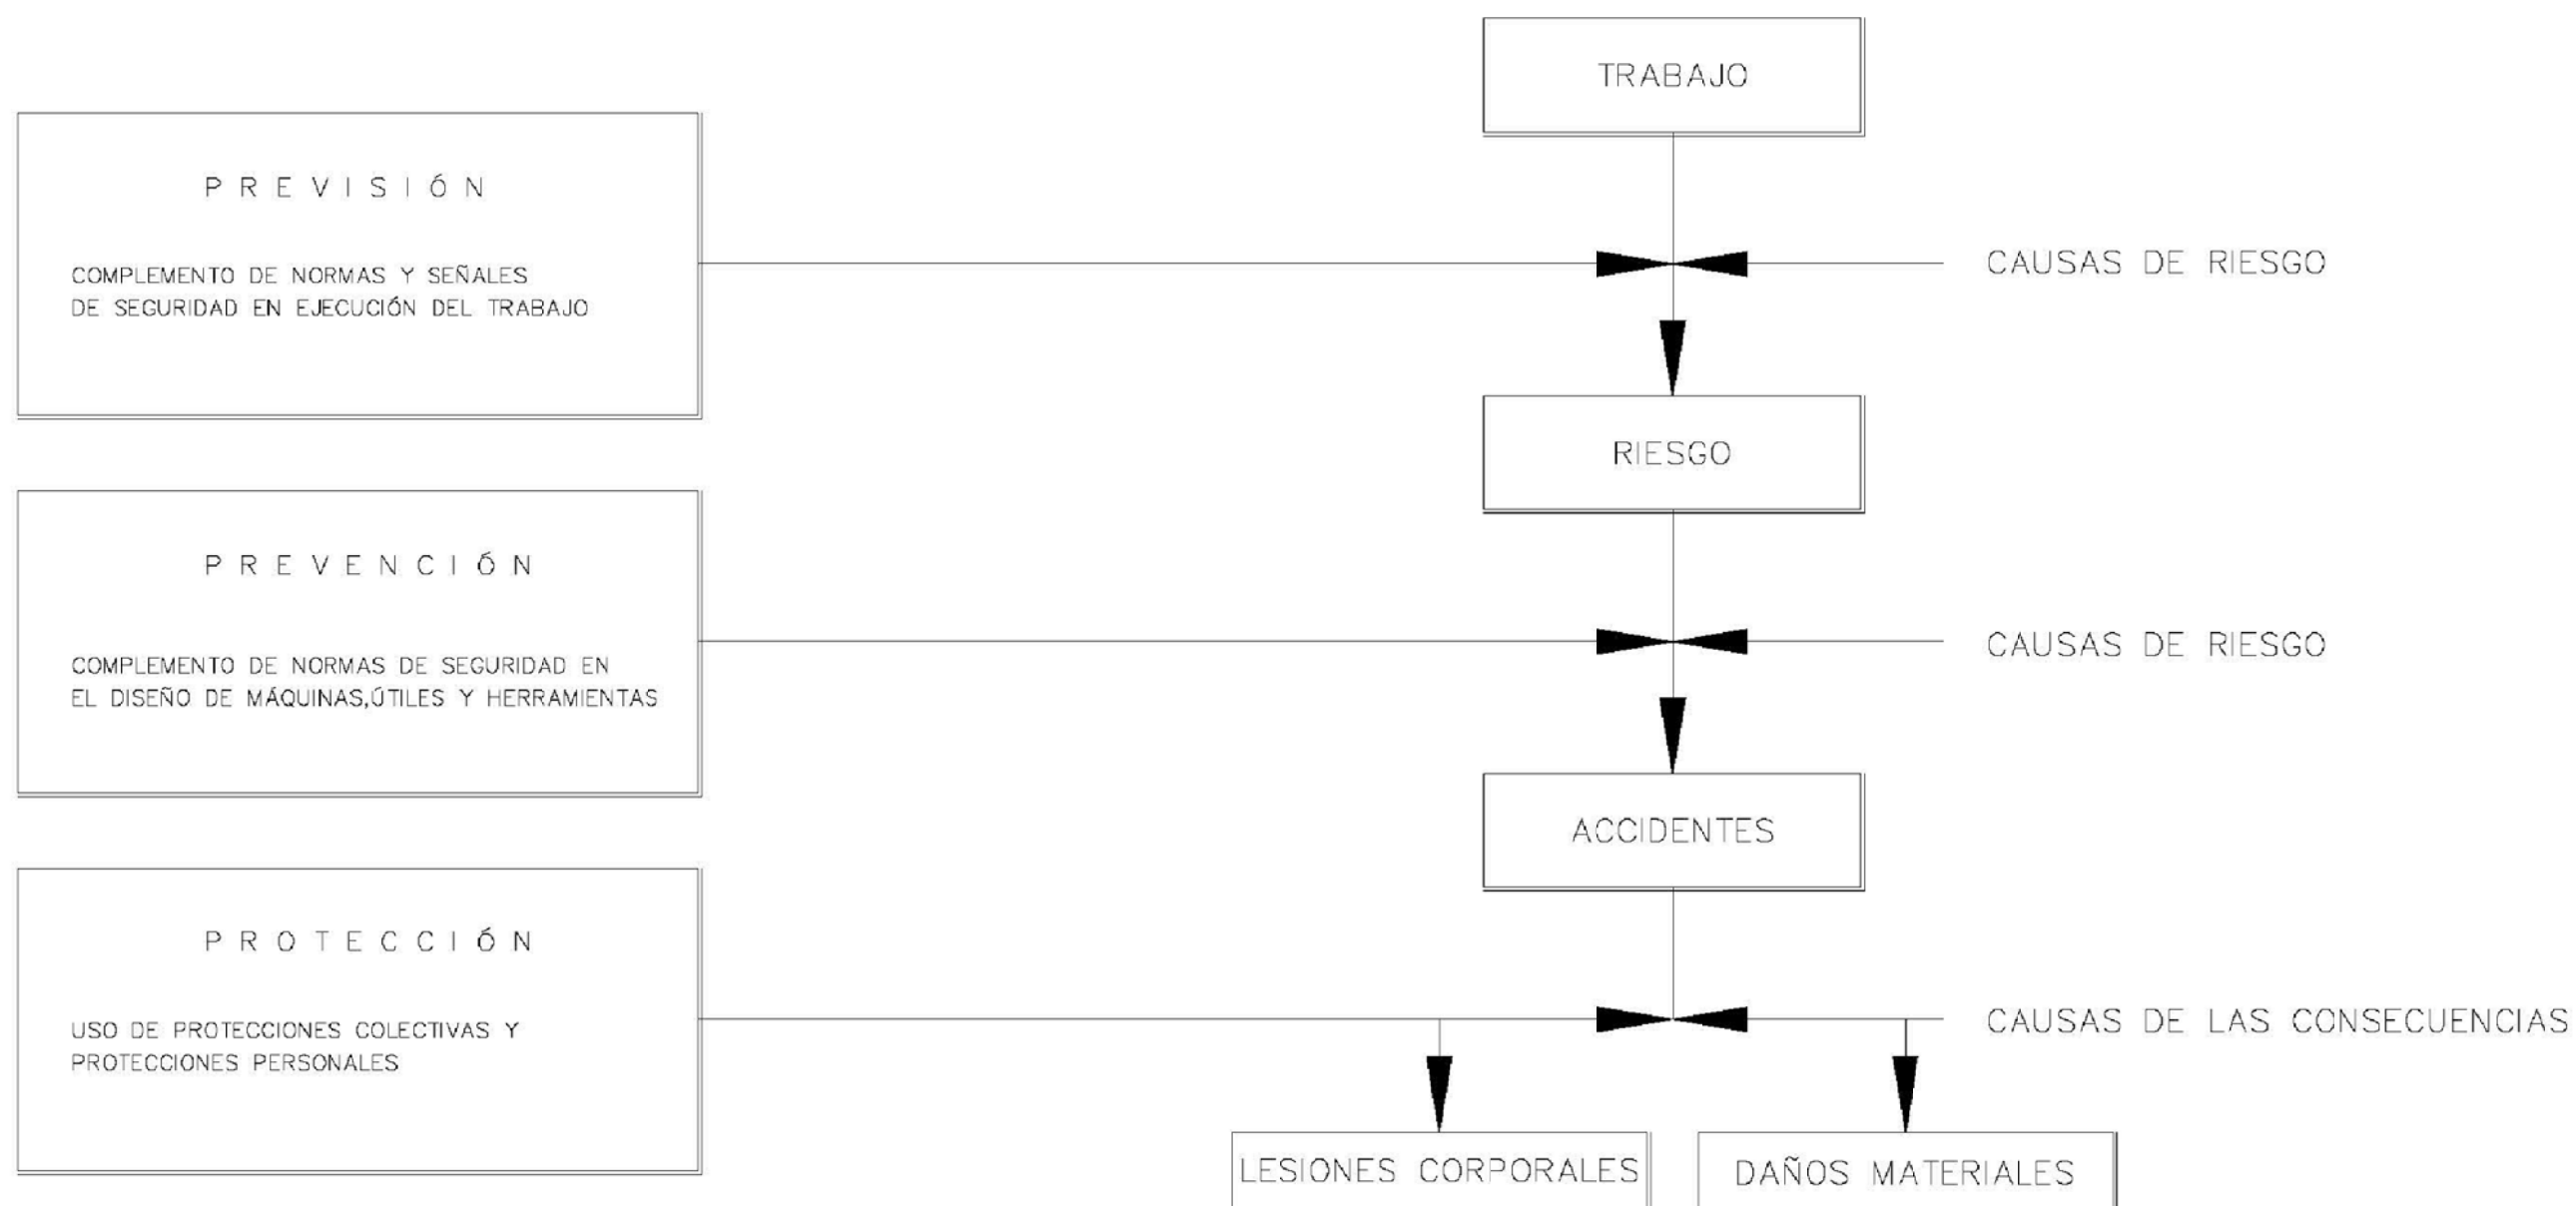 TRABAJO
PREVISIÓN
COMPLEMENTO DE NORMAS Y SEÑALES
DE SEGURIDAD EN EJECUCIÓN DEL TRABAJO
CAUSAS DE RIESGO
RIESGO
PREVENCIÓN
COMPLEMENTO DE NORMAS DE SEGURIDAD EN
EL DISEÑO DE MÁQUINAS,ÚTILES Y HERRAMIENTAS
CAUSAS DE RIESGO
ACCIDENTES
PROTECCIÓN
USO DE PROTECCIONES COLECTIVAS Y
PROTECCIONES PERSONALES
CAUSAS DE LAS CONSECUENCIAS
LESIONES CORPORALES
DAÑOS MATERIALES